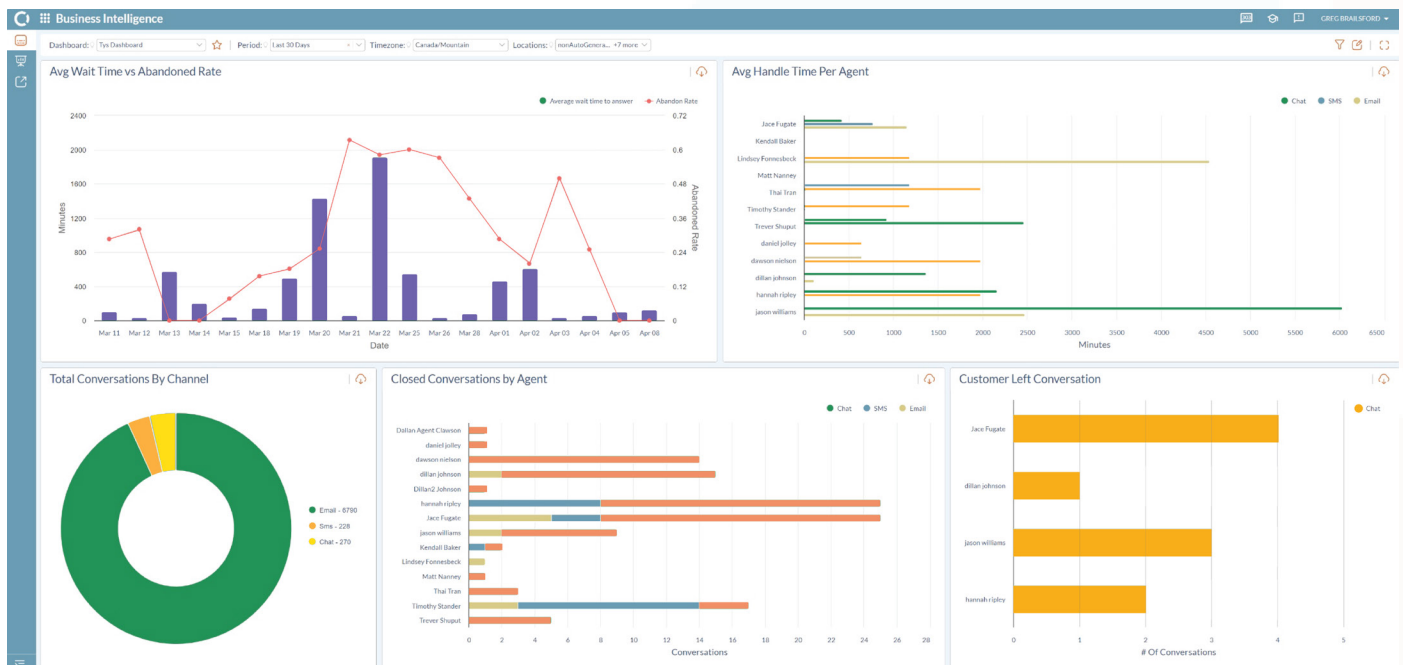 Business Intelligence
GREG BRAILSFORD
Dashboard: Tys Dashboard
Period: Last 30 Days
Timezone: Canada/Mountain
Locations: nonAutoGenera... +7 more
Avg Wait Time vs Abandoned Rate
Average wait time to answer
Abandon Rate
2400
2000
1600
1200
800
400
0
Minutes
0.72
0.6
0.48
0.36
0.24
0.12
0
Abandoned Rate
Mar 11 Mar 12 Mar 13 Mar 14 Mar 15 Mar 18 Mar 19 Mar 20 Mar 21 Mar 22 Mar 25 Mar 26 Mar 28 Apr 01 Apr 02 Apr 03 Apr 04 Apr 05 Apr 08
Date
Avg Handle Time Per Agent
Chat SMS Email
Jace Fugate
Kendall Baker
Lindsey Fonnesbeck
Matt Nanney
Thai Tran
Timothy Stander
Trever Shuput
daniel jolley
dawson nielson
dillan johnson
hannah ripley
jason williams
0 500 1000 1500 2000 2500 3000 3500 4000 4500 5000 5500 6000 6500
Minutes
Total Conversations By Channel
Email - 6790
Sms - 228
Chat - 270
Closed Conversations by Agent
Chat SMS Email
Dallan Agent Clawson
daniel jolley
dawson nielson
dillan johnson
Dillan2 Johnson
hannah ripley
Jace Fugate
jason williams
Kendall Baker
Lindsey Fonnesbeck
Matt Nanney
Thai Tran
Timothy Stander
Trever Shuput
0 2 4 6 8 10 12 14 16 18 20 22 24 26 28
Conversations
Customer Left Conversation
Chat
Jace Fugate
dillan johnson
jason williams
hannah ripley
0 1 2 3 4 5
# Of Conversations